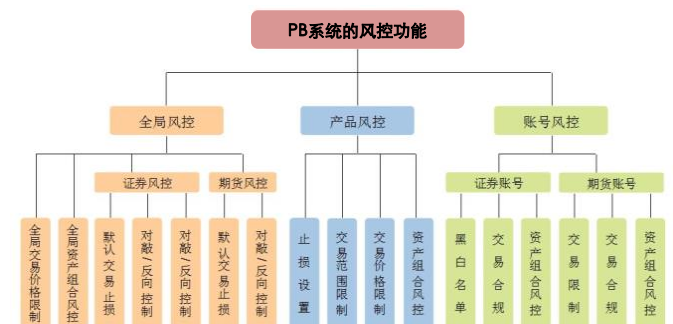 PB系统的风控功能
全局风控
产品风控
账号风控
证券风控
期货风控
证券账号
期货账号
全局交易价格限制
全局资产组合风控
默认交易止损
对敲/反向控制
对敲/反向控制
默认交易止损
对敲/反向控制
止损设置
交易范围限制
交易价格限制
资产组合风控
黑白名单
交易合规
资产组合风控
交易限制
交易合规
资产组合风控